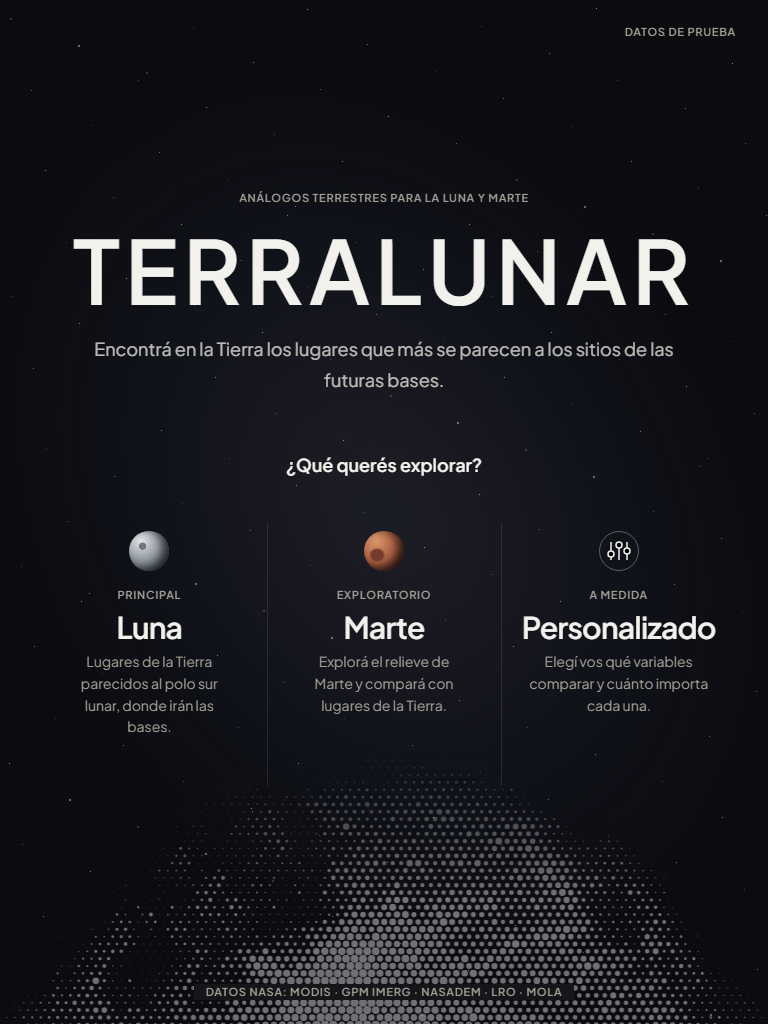 DATOS DE PRUEBA
ANÁLOGOS TERRESTRES PARA LA LUNA Y MARTE
TERRALUNAR
Encontrá en la Tierra los lugares que más se parecen a los sitios de las
futuras bases.
¿Qué querés explorar?
PRINCIPAL
Luna
Lugares de la Tierra
parecidos al polo sur
lunar, donde irán las
bases.
EXPLORATORIO
Marte
Explorá el relieve de
Marte y compará con
lugares de la Tierra.
A MEDIDA
Personalizado
Elegí vos qué variables
comparar y cuánto importa
cada una.
DATOS NASA: MODIS · GPM IMERG · NASADEM · LRO · MOLA